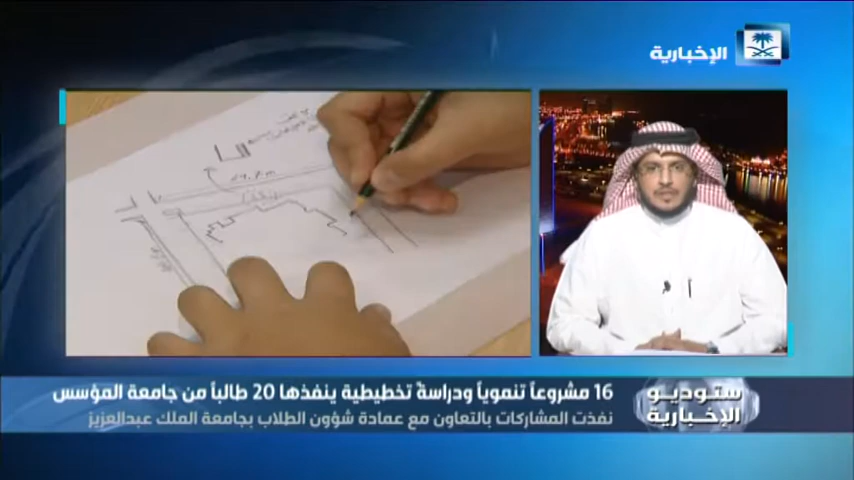 الإخبارية
16 مشروعاً تنموياً ودراسةً تخطيطية ينفذها 20 طالباً من جامعة المؤسس
نفذت المشاركات بالتعاون مع عمادة شؤون الطلاب بجامعة الملك عبدالعزيز
ستوديو
الإخبارية